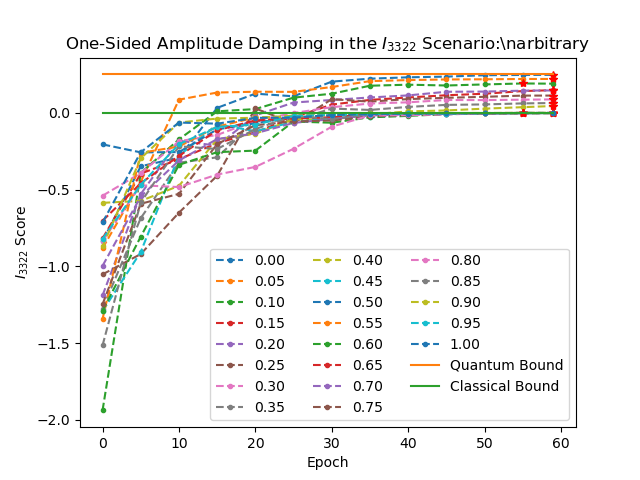 One-Sided Amplitude Damping in the I₃₃₂₂ Scenario:\narbitrary
I₃₃₂₂ Score
0.0
−0.5
−1.0
−1.5
−2.0
0 10 20 30 40 50 60
Epoch
0.00 0.40 0.80
0.05 0.45 0.85
0.10 0.50 0.90
0.15 0.55 0.95
0.20 0.60 1.00
0.25 0.65 Quantum Bound
0.30 0.70 Classical Bound
0.35 0.75